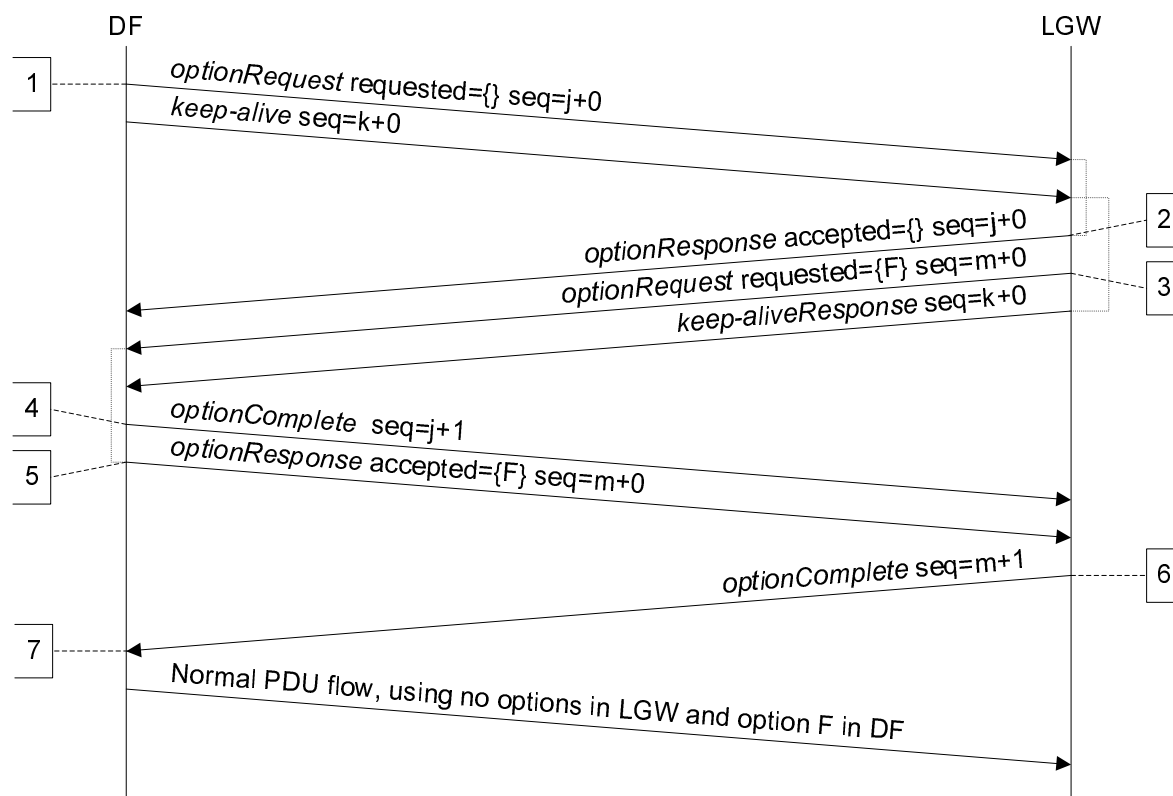 DF
LGW
1
optionRequest requested={} seq=j+0
keep-alive seq=k+0
2
optionResponse accepted={} seq=j+0
optionRequest requested={F} seq=m+0
3
keep-aliveResponse seq=k+0
4
optionComplete seq=j+1
5
optionResponse accepted={F} seq=m+0
6
optionComplete seq=m+1
7
Normal PDU flow, using no options in LGW and option F in DF